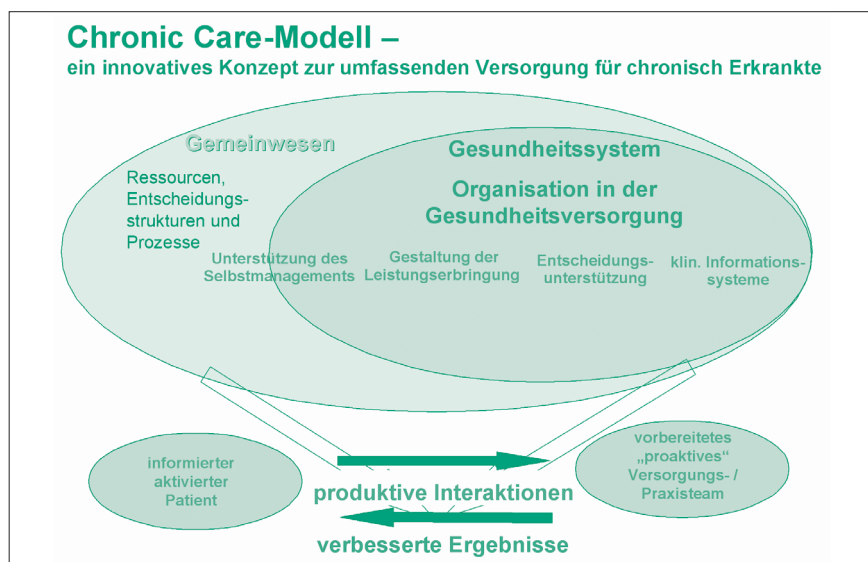 Chronic Care-Modell –
ein innovatives Konzept zur umfassenden Versorgung für chronisch Erkrankte
Gemeinwesen
Ressourcen,
Entscheidungs-
strukturen und
Prozesse
Gesundheitssystem
Organisation in der
Gesundheitsversorgung
Unterstützung des
Selbstmanagements
Gestaltung der
Leistungserbringung
Entscheidungs-
unterstützung
klin. Informations-
systeme
informierter
aktivierter
Patient
produktive Interaktionen
verbesserte Ergebnisse
vorbereitetes
„proaktives“
Versorgungs- /
Praxisteam